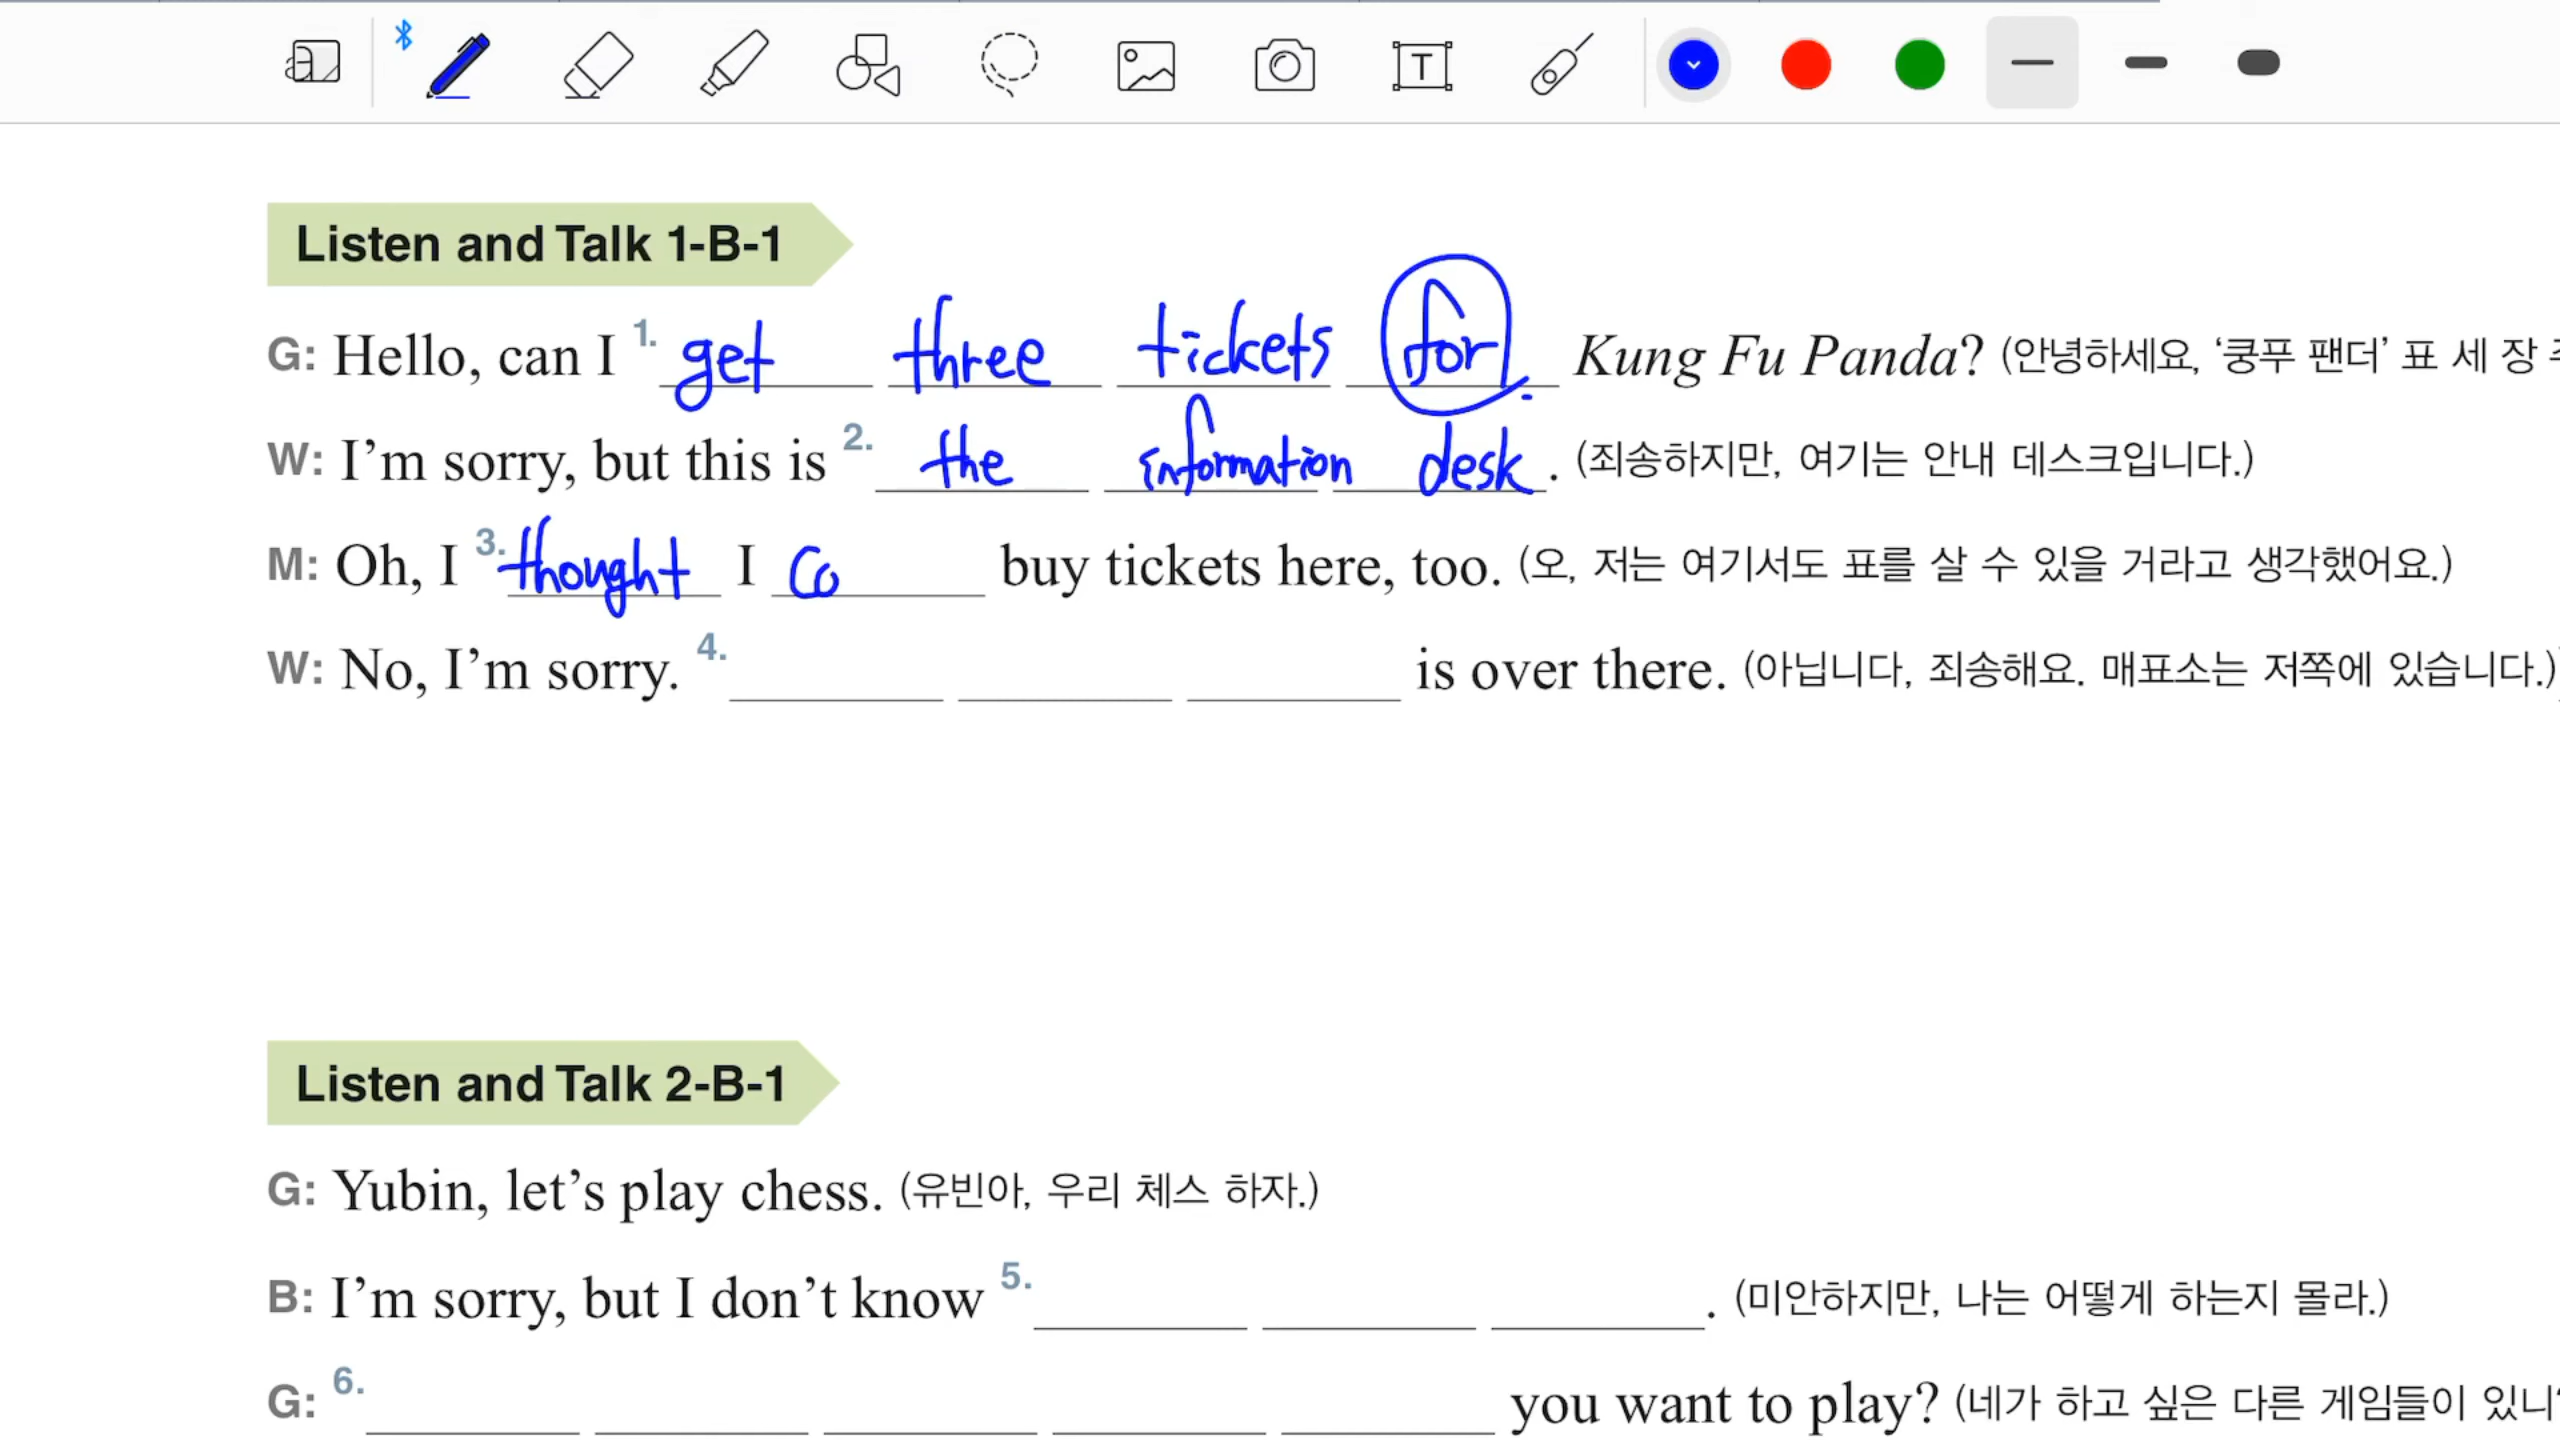 Listen and Talk 1-B-1
G: Hello, can I 1. get three tickets for Kung Fu Panda? (안녕하세요, ‘쿵푸 팬더’ 표 세 장
W: I’m sorry, but this is 2. the information desk. (죄송하지만, 여기는 안내 데스크입니다.)
M: Oh, I 3. thought I co buy tickets here, too. (오, 저는 여기서도 표를 살 수 있을 거라고 생각했어요.)
W: No, I’m sorry. 4. is over there. (아닙니다, 죄송해요. 매표소는 저쪽에 있습니다.)
Listen and Talk 2-B-1
G: Yubin, let’s play chess. (유빈아, 우리 체스 하자.)
B: I’m sorry, but I don’t know 5. . (미안하지만, 나는 어떻게 하는지 몰라.)
G: 6. you want to play? (네가 하고 싶은 다른 게임들이 있니